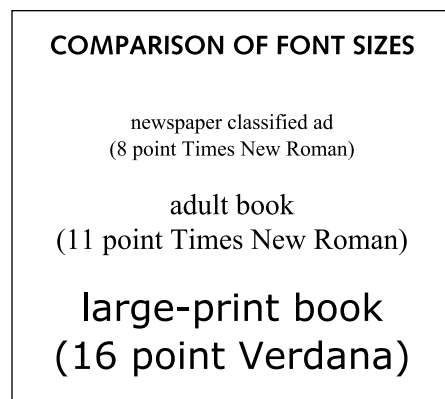 COMPARISON OF FONT SIZES
newspaper classified ad
(8 point Times New Roman)
adult book
(11 point Times New Roman)
large-print book
(16 point Verdana)